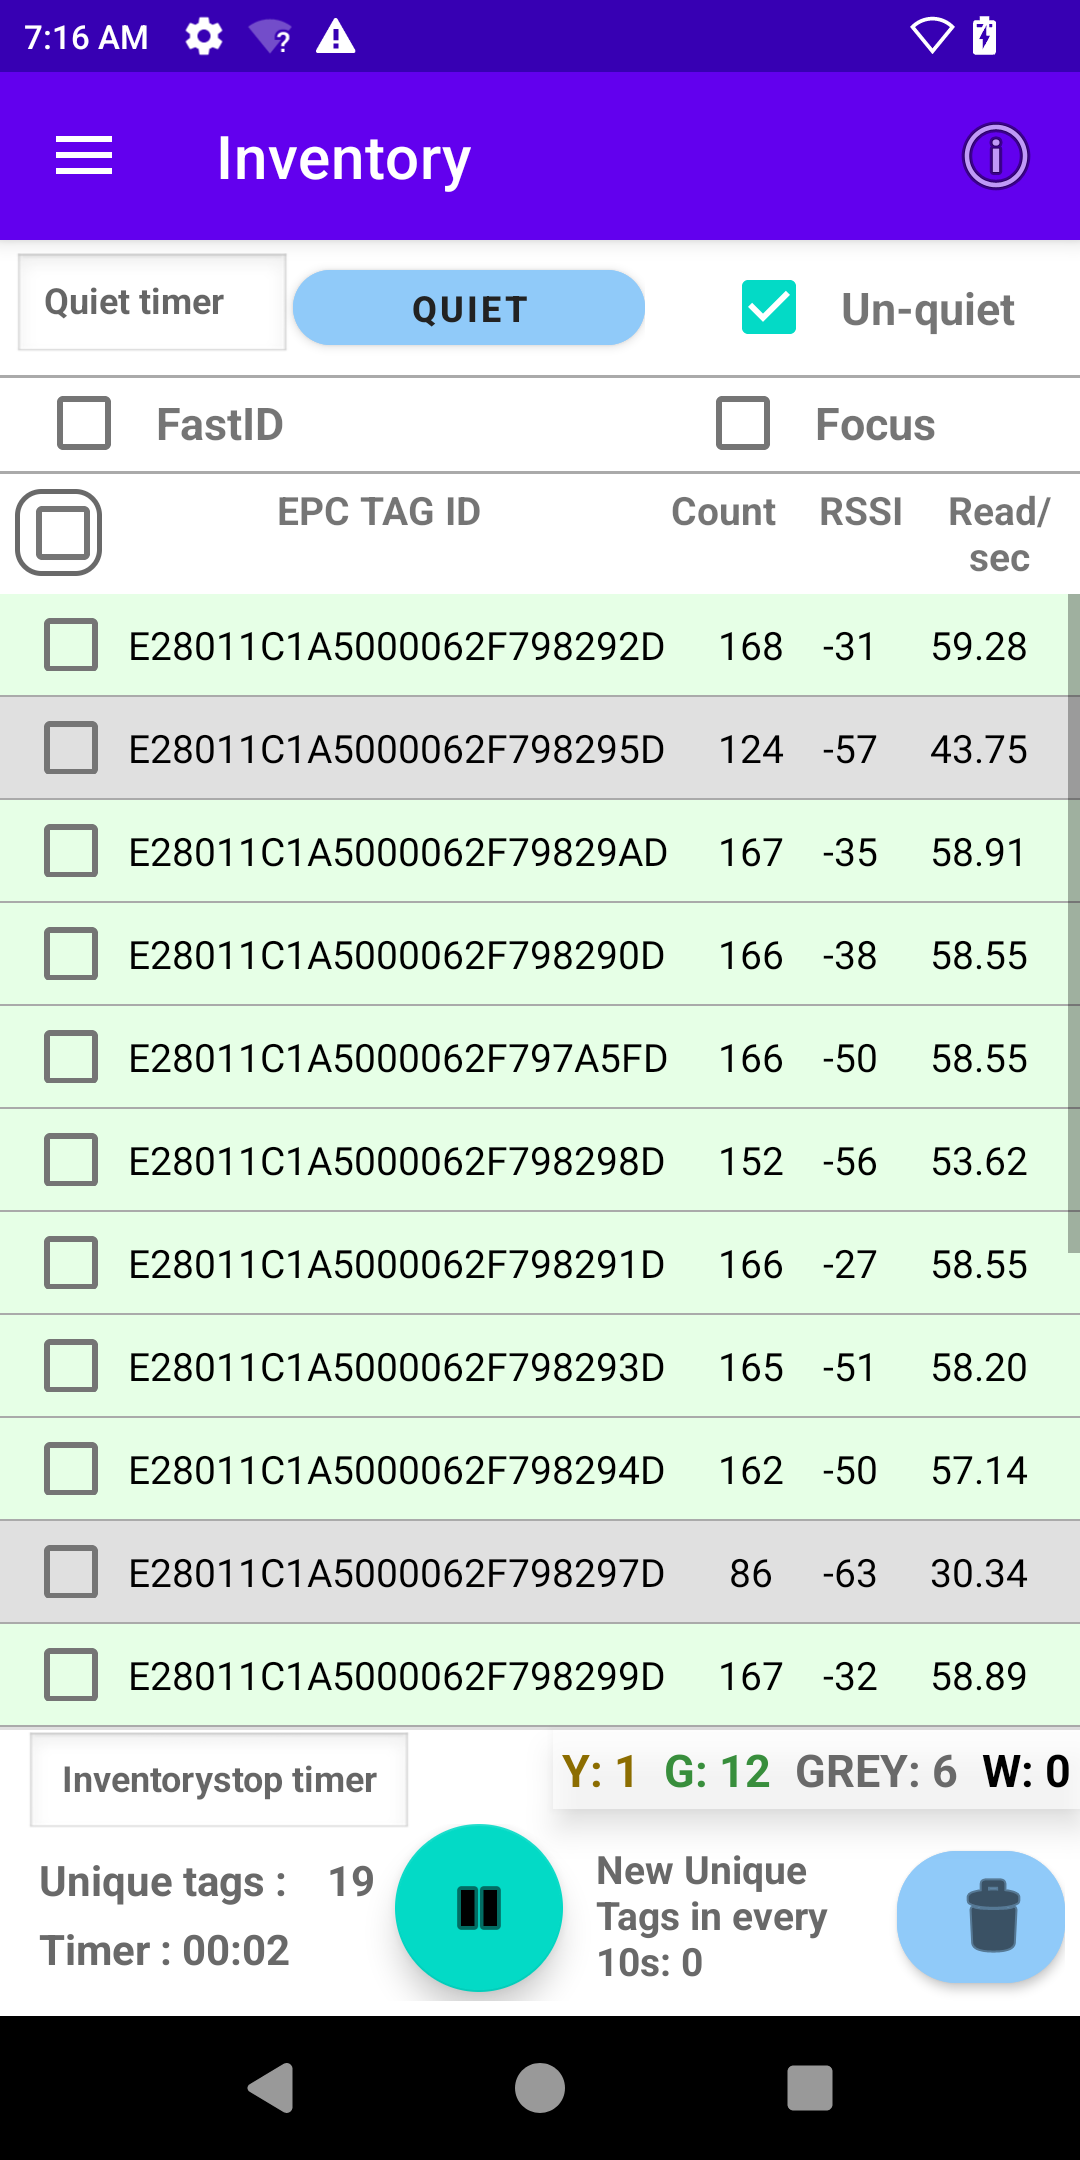 7:16 AM
Inventory
Quiet timer QUIET Un-quiet
FastID Focus
EPC TAG ID Count RSSI Read/
sec
E28011C1A5000062F798292D 168 -31 59.28
E28011C1A5000062F798295D 124 -57 43.75
E28011C1A5000062F79829AD 167 -35 58.91
E28011C1A5000062F798290D 166 -38 58.55
E28011C1A5000062F797A5FD 166 -50 58.55
E28011C1A5000062F798298D 152 -56 53.62
E28011C1A5000062F798291D 166 -27 58.55
E28011C1A5000062F798293D 165 -51 58.20
E28011C1A5000062F798294D 162 -50 57.14
E28011C1A5000062F798297D 86 -63 30.34
E28011C1A5000062F798299D 167 -32 58.89
Inventorystop timer Y: 1 G: 12 GREY: 6 W: 0
Unique tags : 19
Timer : 00:02
New Unique
Tags in every
10s: 0